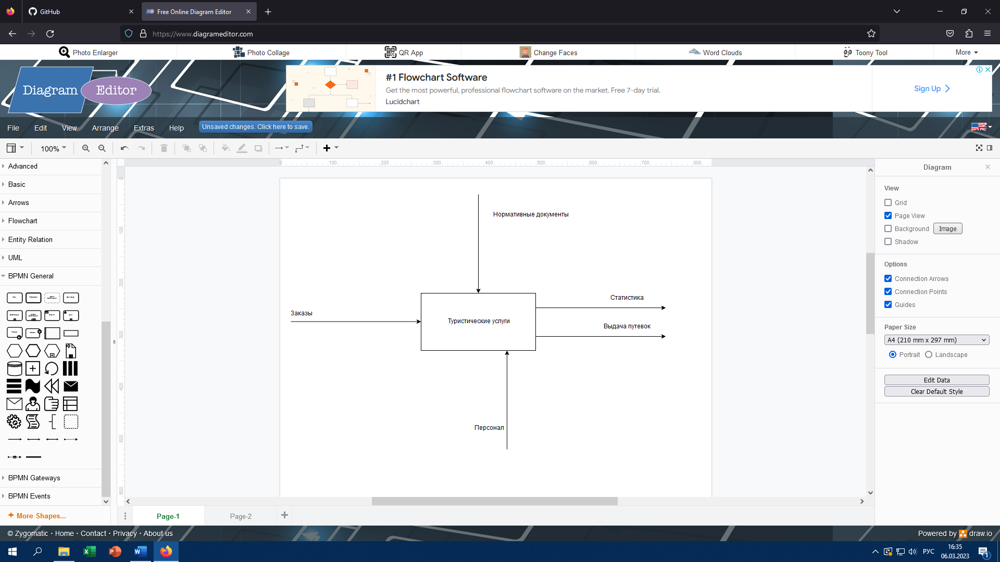 GitHub
Free Online Diagram Editor
https://www.diagrameditor.com
Photo Enlarger
Photo Collage
QR App
Change Faces
Word Clouds
Toony Tool
More
Diagram Editor
#1 Flowchart Software
Get the most powerful, professional flowchart software on the market. Free 7-day trial.
Lucidchart
Sign Up
File
Edit
View
Arrange
Extras
Help
Unsaved changes. Click here to save.
100%
Advanced
Basic
Arrows
Flowchart
Entity Relation
UML
BPMN General
BPMN Gateways
BPMN Events
+ More Shapes...
0 100 200 300 400 500 600 700 800
0
100
200
300
400
500
600
Нормативные документы
Статистика
Заказы
Туристические услуги
Выдача путевок
Персонал
Page-1
Page-2
Diagram
View
Grid
Page View
Background
Image
Shadow
Options
Connection Arrows
Connection Points
Guides
Paper Size
A4 (210 mm x 297 mm)
Portrait
Landscape
Edit Data
Clear Default Style
© Zygomatic · Home · Contact · Privacy · About us
Powered by draw.io
РУС
16:35
06.03.2023
1